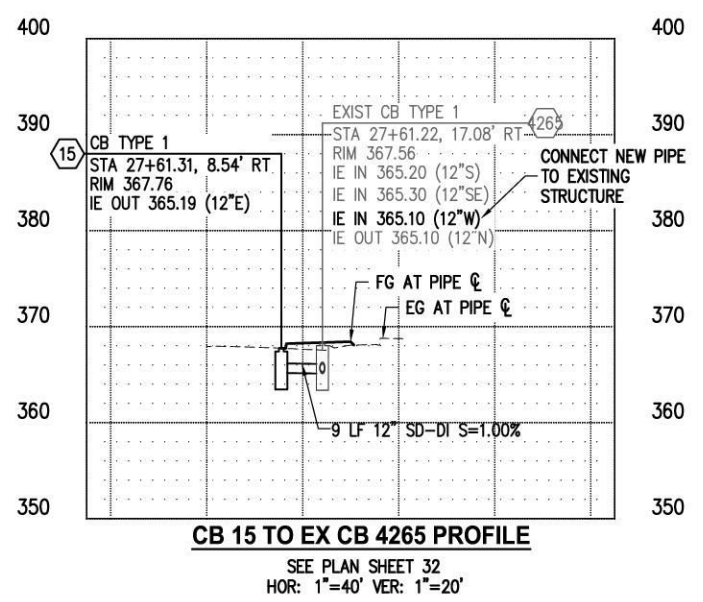 400 400
390 390
380 380
370 370
360 360
350 350
15
CB TYPE 1
STA 27+61.31, 8.54' RT
RIM 367.76
IE OUT 365.19 (12"E)
EXIST CB TYPE 1
4265
STA 27+61.22, 17.08' RT
RIM 367.56
IE IN 365.20 (12"S)
IE IN 365.30 (12"SE)
IE IN 365.10 (12"W)
IE OUT 365.10 (12"N)
CONNECT NEW PIPE
TO EXISTING
STRUCTURE
FG AT PIPE ℄
EG AT PIPE ℄
9 LF 12" SD-DI S=1.00%
CB 15 TO EX CB 4265 PROFILE
SEE PLAN SHEET 32
HOR: 1"=40' VER: 1"=20'